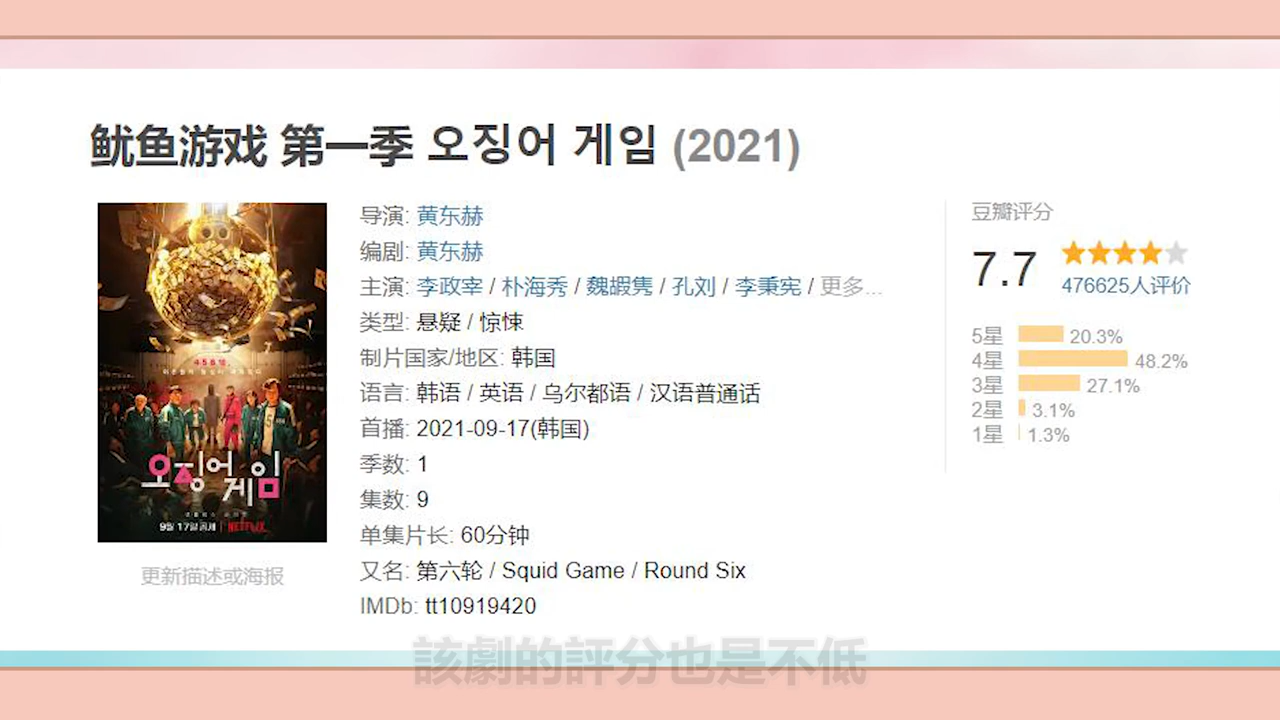 鱿鱼游戏 第一季 오징어 게임 (2021)
导演: 黄东赫
编剧: 黄东赫
主演: 李政宰 / 朴海秀 / 魏嘏隽 / 孔刘 / 李秉宪 / 更多...
类型: 悬疑 / 惊悚
制片国家/地区: 韩国
语言: 韩语 / 英语 / 乌尔都语 / 汉语普通话
首播: 2021-09-17(韩国)
季数: 1
集数: 9
单集片长: 60分钟
又名: 第六轮 / Squid Game / Round Six
IMDb: tt10919420
豆瓣评分
7.7
476625人评价
5星 20.3%
4星 48.2%
3星 27.1%
2星 3.1%
1星 1.3%
오징어
게임
9월 17일 공개 | NETFLIX
更新描述或海报
該劇的評分也是不低